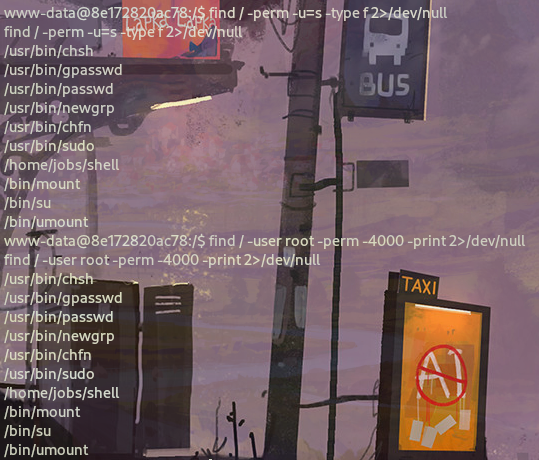 www-data@8e172820ac78:/$ find / -perm -u=s -type f 2>/dev/null
find / -perm -u=s -type f 2>/dev/null
/usr/bin/chsh
/usr/bin/gpasswd
/usr/bin/passwd
/usr/bin/newgrp
/usr/bin/chfn
/usr/bin/sudo
/home/jobs/shell
/bin/mount
/bin/su
/bin/umount
www-data@8e172820ac78:/$ find / -user root -perm -4000 -print 2>/dev/null
find / -user root -perm -4000 -print 2>/dev/null
/usr/bin/chsh
/usr/bin/gpasswd
/usr/bin/passwd
/usr/bin/newgrp
/usr/bin/chfn
/usr/bin/sudo
/home/jobs/shell
/bin/mount
/bin/su
/bin/umount
BUS
TAXI
AI